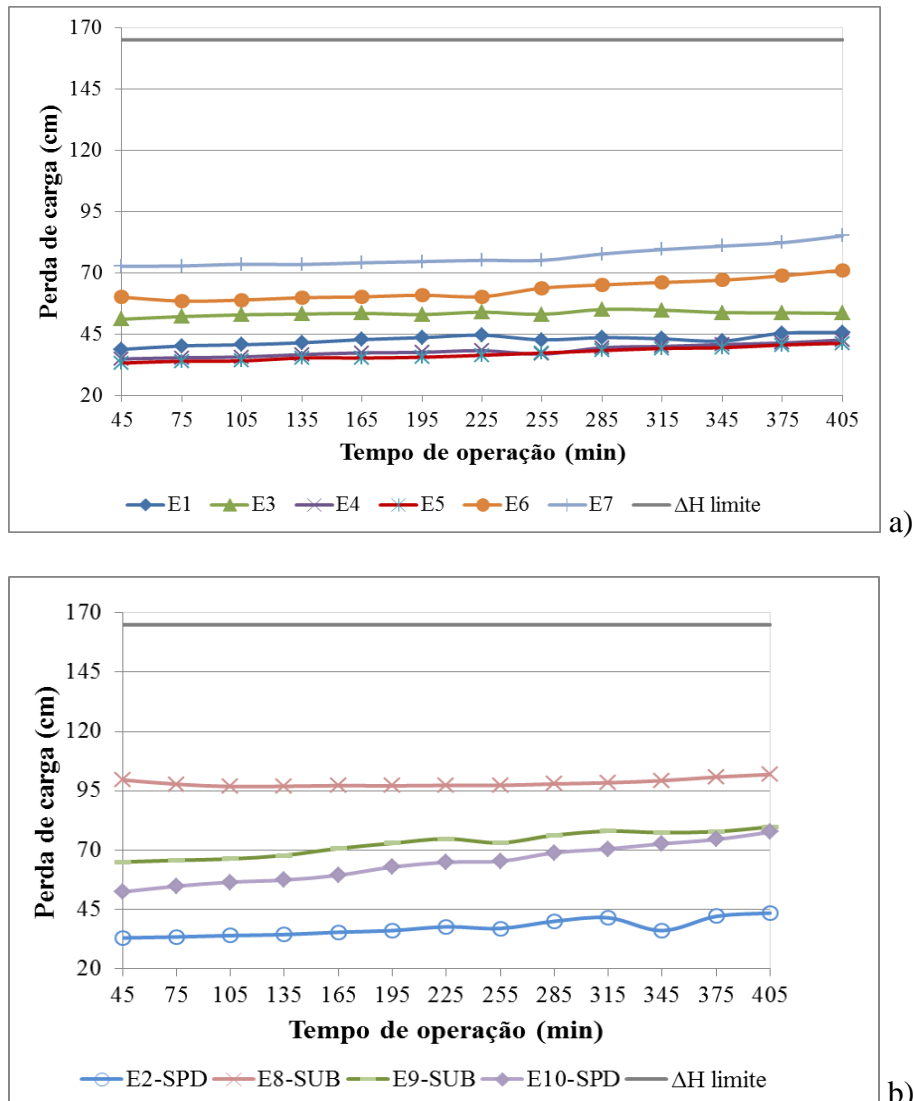 170
145
120
95
70
45
20
Perda de carga (cm)
45 75 105 135 165 195 225 255 285 315 345 375 405
Tempo de operação (min)
E1 E3 E4 E5 E6 E7 ΔH limite
a)
170
145
120
95
70
45
20
Perda de carga (cm)
45 75 105 135 165 195 225 255 285 315 345 375 405
Tempo de operação (min)
E2-SPD E8-SUB E9-SUB E10-SPD ΔH limite
b)